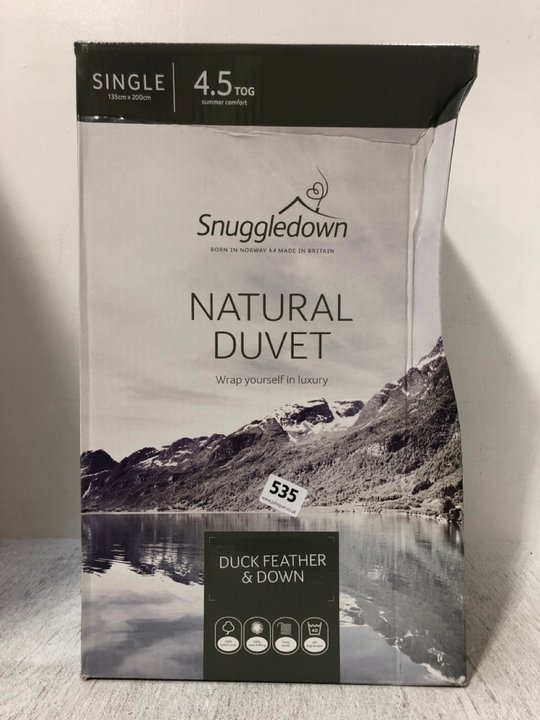 SINGLE
135cm x 200cm
4.5 TOG
summer comfort
Snuggledown
BORN IN NORWAY MADE IN BRITAIN
NATURAL
DUVET
Wrap yourself in luxury
535
DUCK FEATHER
& DOWN
40